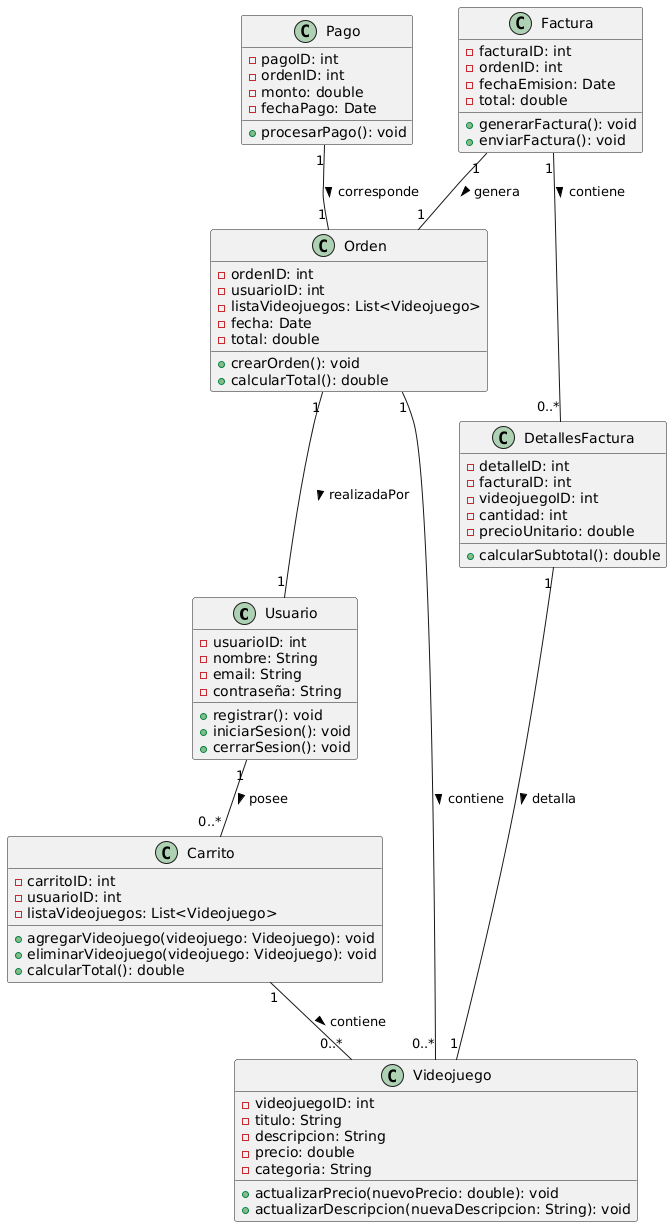 C Pago
pagoID: int
ordenID: int
monto: double
fechaPago: Date
procesarPago(): void
C Factura
facturaID: int
ordenID: int
fechaEmision: Date
total: double
generarFactura(): void
enviarFactura(): void
1
corresponde
1
1
genera
1
1
contiene
0..*
C Orden
ordenID: int
usuarioID: int
listaVideojuegos: List<Videojuego>
fecha: Date
total: double
crearOrden(): void
calcularTotal(): double
C DetallesFactura
detalleID: int
facturaID: int
videojuegoID: int
cantidad: int
precioUnitario: double
calcularSubtotal(): double
1
realizadaPor
1
1
contiene
0..*
1
detalla
1
C Usuario
usuarioID: int
nombre: String
email: String
contraseña: String
registrar(): void
iniciarSesion(): void
cerrarSesion(): void
1
posee
0..*
C Carrito
carritoID: int
usuarioID: int
listaVideojuegos: List<Videojuego>
agregarVideojuego(videojuego: Videojuego): void
eliminarVideojuego(videojuego: Videojuego): void
calcularTotal(): double
1
contiene
0..*
C Videojuego
videojuegoID: int
titulo: String
descripcion: String
precio: double
categoria: String
actualizarPrecio(nuevoPrecio: double): void
actualizarDescripcion(nuevaDescripcion: String): void